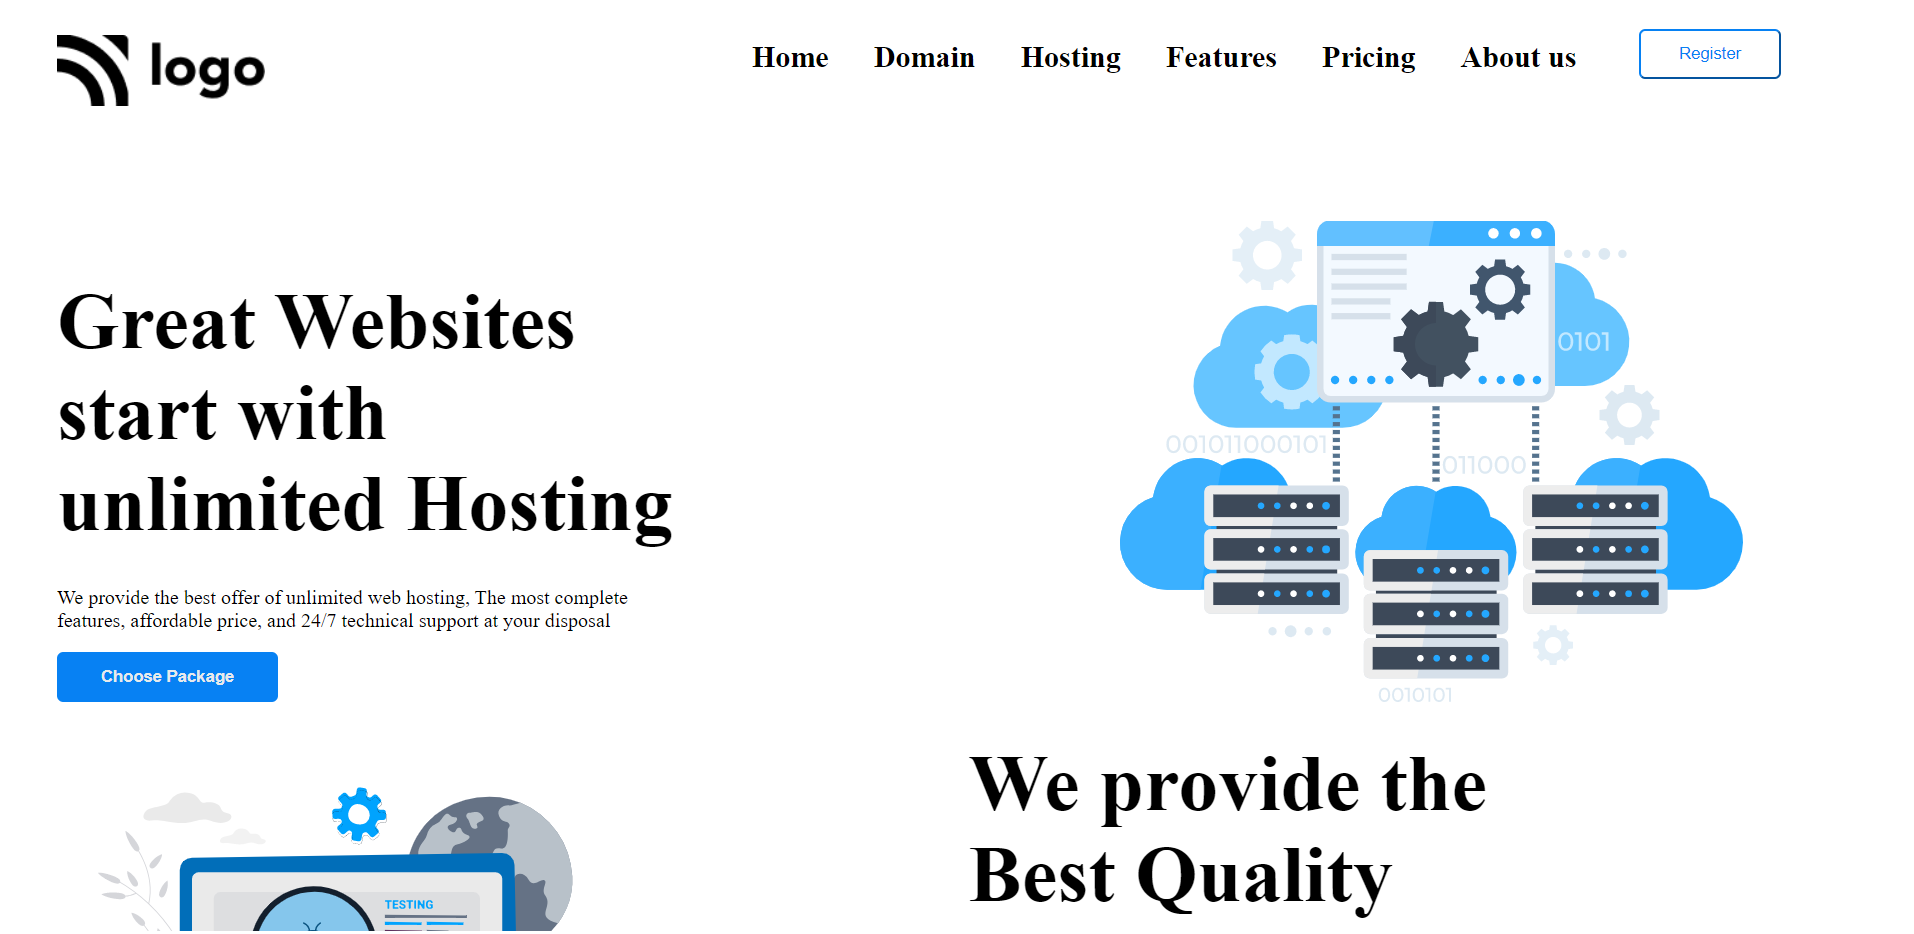 logo
Home Domain Hosting Features Pricing About us Register
Great Websites
start with
unlimited Hosting
We provide the best offer of unlimited web hosting, The most complete
features, affordable price, and 24/7 technical support at your disposal
Choose Package
0101
001011000101
011000
0010101
We provide the
Best Quality
TESTING